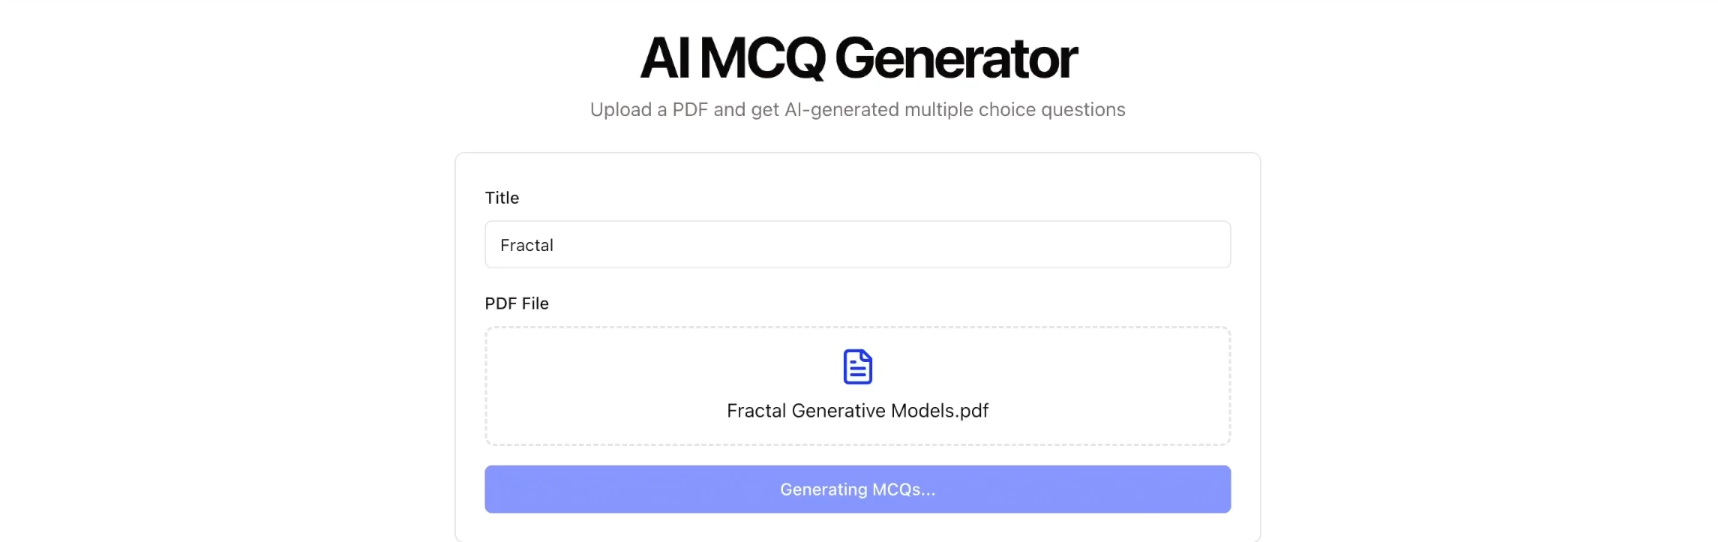 AI MCQ Generator
Upload a PDF and get AI-generated multiple choice questions
Title
Fractal
PDF File
Fractal Generative Models.pdf
Generating MCQs...